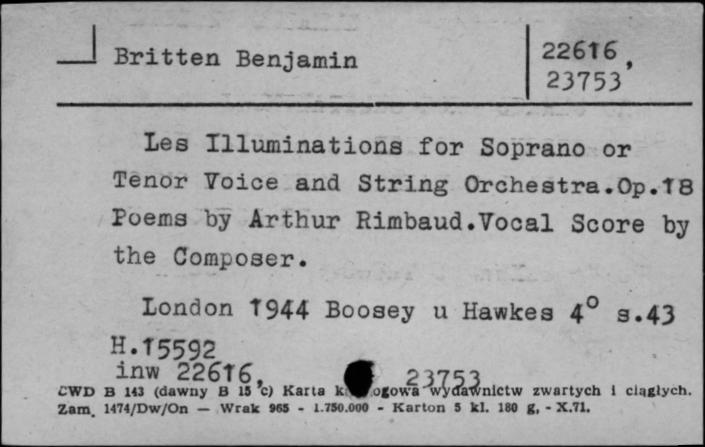 Britten Benjamin
22616,
23753
Les Illuminations for Soprano or
Tenor Voice and String Orchestra.Op.18
Poems by Arthur Rimbaud.Vocal Score by
the Composer.
London 1944 Boosey u Hawkes 4° s.43
H.15592
inw 22616, 23753
CWD B 143 (dawny B 15 c) Karta k ogowa wydawnictw zwartych i ciągłych.
Zam. 1474/Dw/On — Wrak 965 - 1.750.000 - Karton 5 kl. 180 g, - X.71.